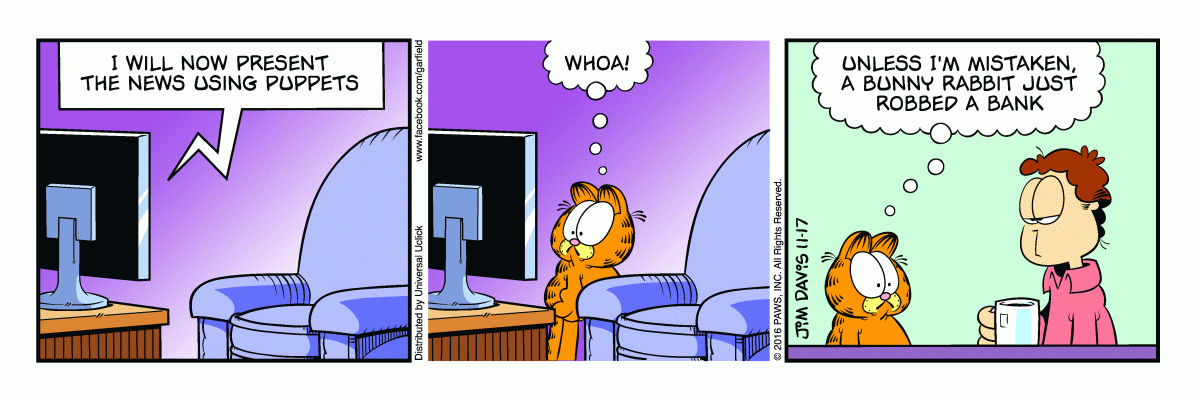 I WILL NOW PRESENT
THE NEWS USING PUPPETS
www.facebook.com/garfield
Distributed by Universal Uclick
WHOA!
© 2016 PAWS, INC. All Rights Reserved.
UNLESS I'M MISTAKEN,
A BUNNY RABBIT JUST
ROBBED A BANK
JIM DAVIS 11-17